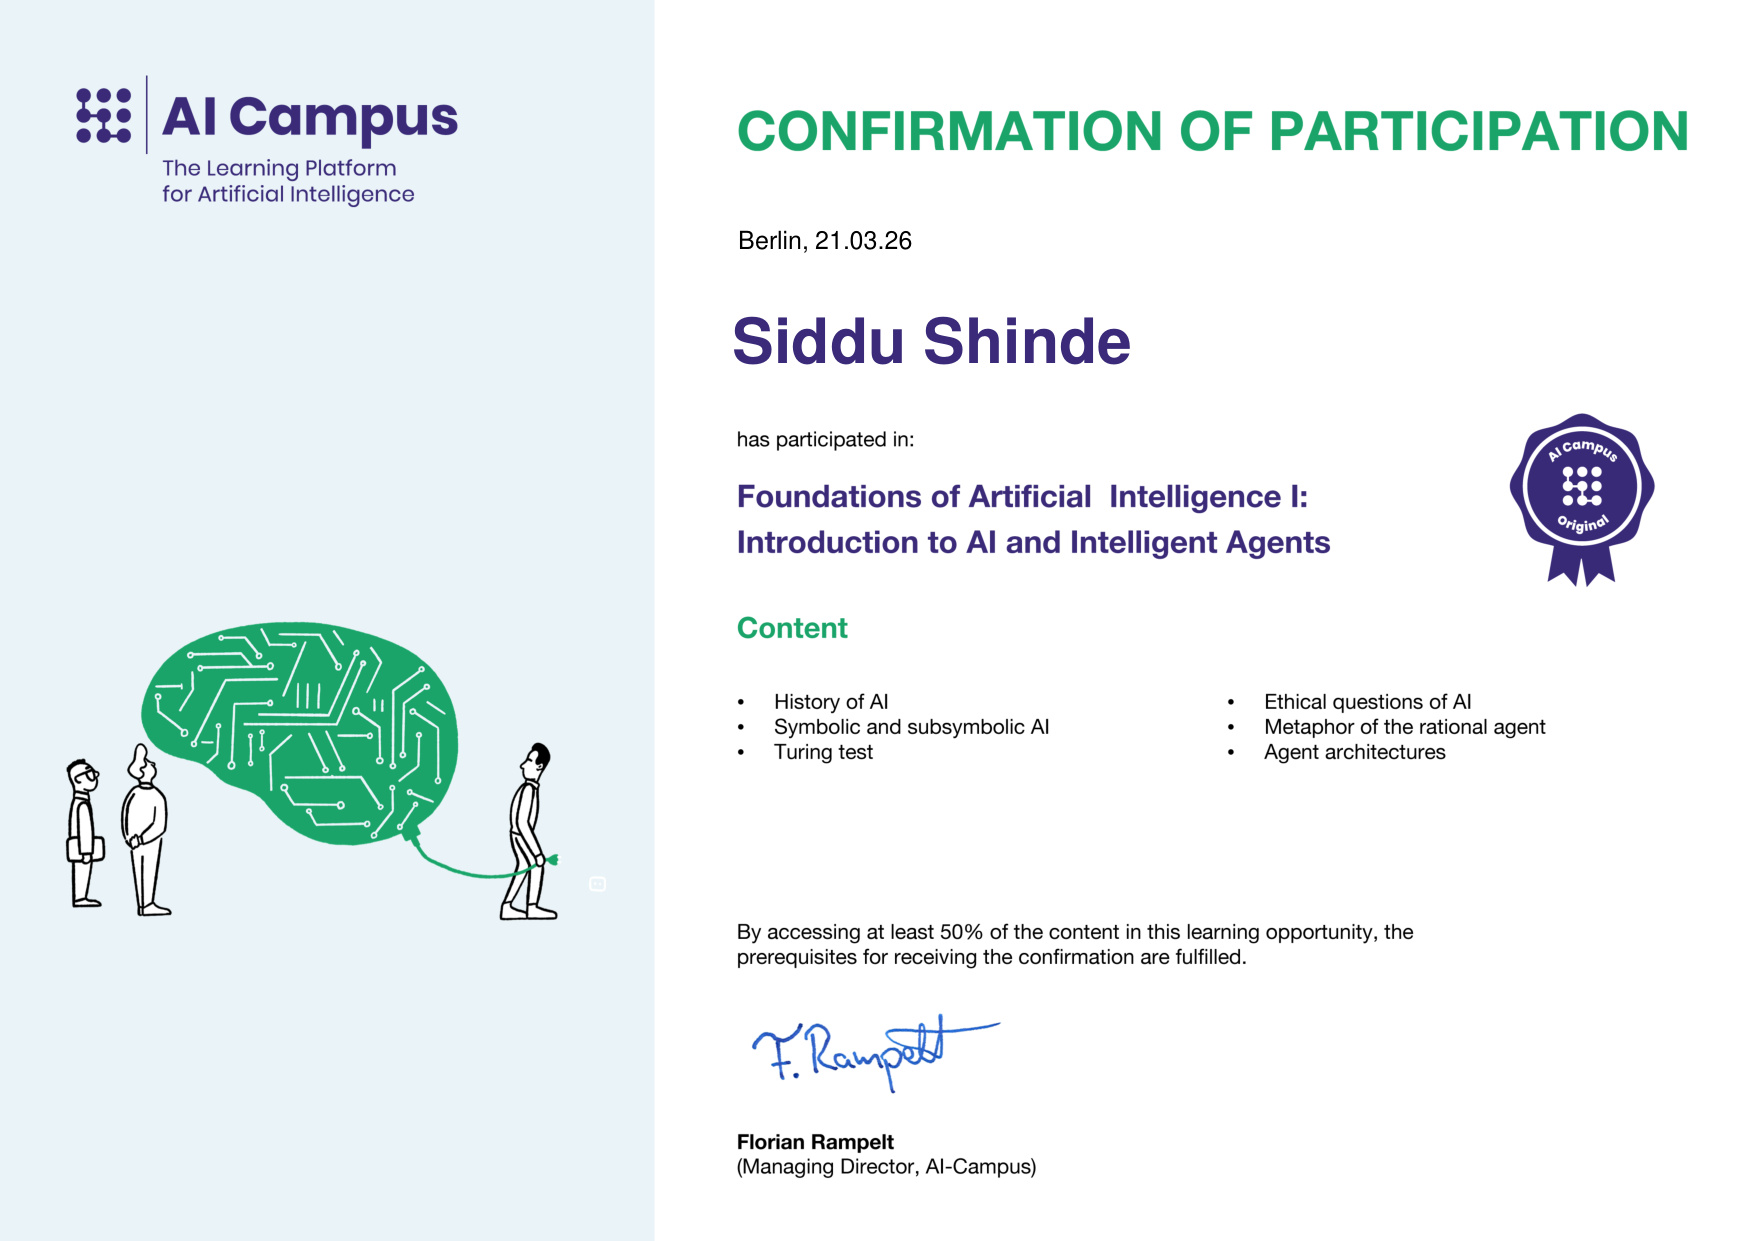 AI Campus
The Learning Platform
for Artificial Intelligence
CONFIRMATION OF PARTICIPATION
Berlin, 21.03.26
Siddu Shinde
has participated in:
Foundations of Artificial  Intelligence I:
Introduction to AI and Intelligent Agents
AI Campus
Original
Content
• History of AI
• Symbolic and subsymbolic AI
• Turing test
• Ethical questions of AI
• Metaphor of the rational agent
• Agent architectures
By accessing at least 50% of the content in this learning opportunity, the
prerequisites for receiving the confirmation are fulfilled.
F. Rampelt
Florian Rampelt
(Managing Director, AI-Campus)